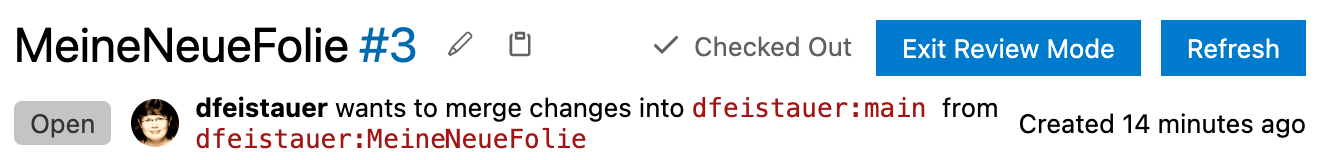 MeineNeueFolie #3 Checked Out Exit Review Mode Refresh
Open dfeistauer wants to merge changes into dfeistauer:main from
dfeistauer:MeineNeueFolie
Created 14 minutes ago